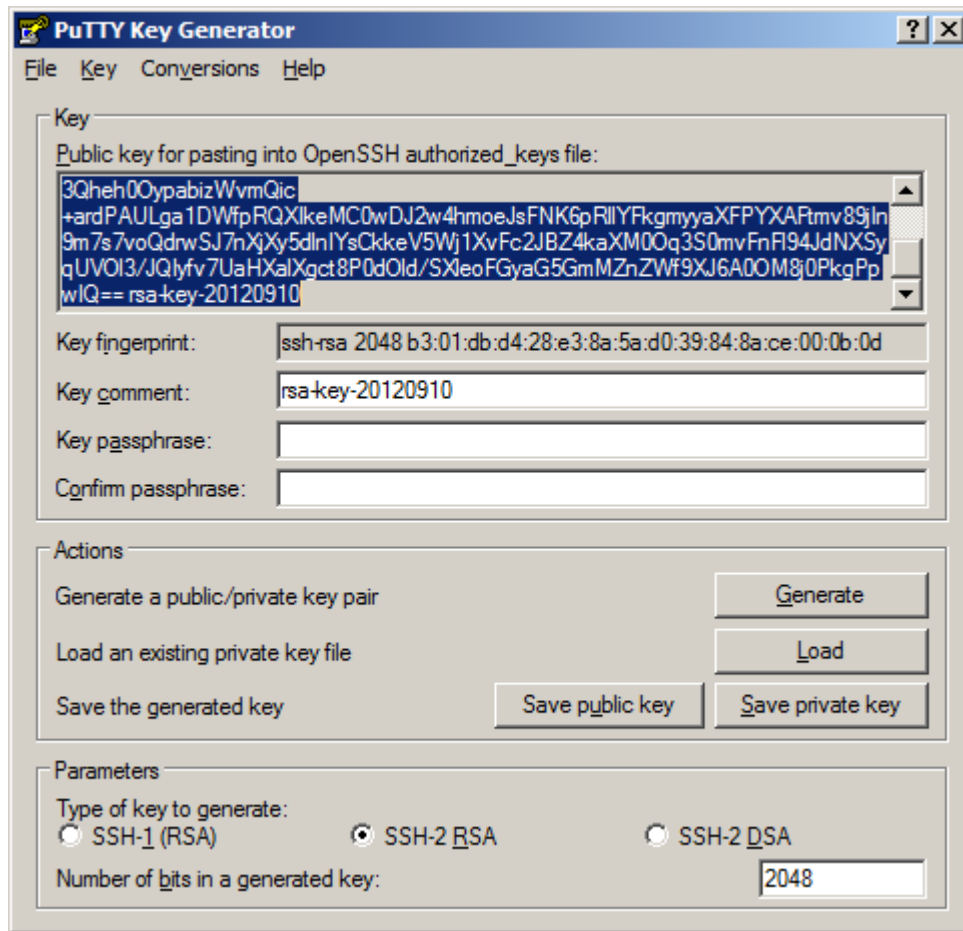 PuTTY Key Generator
File Key Conversions Help
Key
Public key for pasting into OpenSSH authorized_keys file:
3Qheh0OypabizWvmQic
+ardPAULga1DWfpRQXIkeMC0wDJ2w4hmoeJsFNK6pRIlYFkgmyyaXFPYXAFtmv89jIn
9m7s7voQdrwSJ7nXjXy5dlnIYsCkkeV5Wj1XvFc2JBZ4kaXM0Oq3S0mvFnFl94JdNXSy
qUVOI3/JQIyfv7UaHXalXgct8P0dOld/SXleoFGyaG5GmMZnZWf9XJ6A0OM8j0PkgPp
wIQ== rsa-key-20120910
Key fingerprint: ssh-rsa 2048 b3:01:db:d4:28:e3:8a:5a:d0:39:84:8a:ce:00:0b:0d
Key comment: rsa-key-20120910
Key passphrase:
Confirm passphrase:
Actions
Generate a public/private key pair Generate
Load an existing private key file Load
Save the generated key Save public key Save private key
Parameters
Type of key to generate:
SSH-1 (RSA) SSH-2 RSA SSH-2 DSA
Number of bits in a generated key: 2048